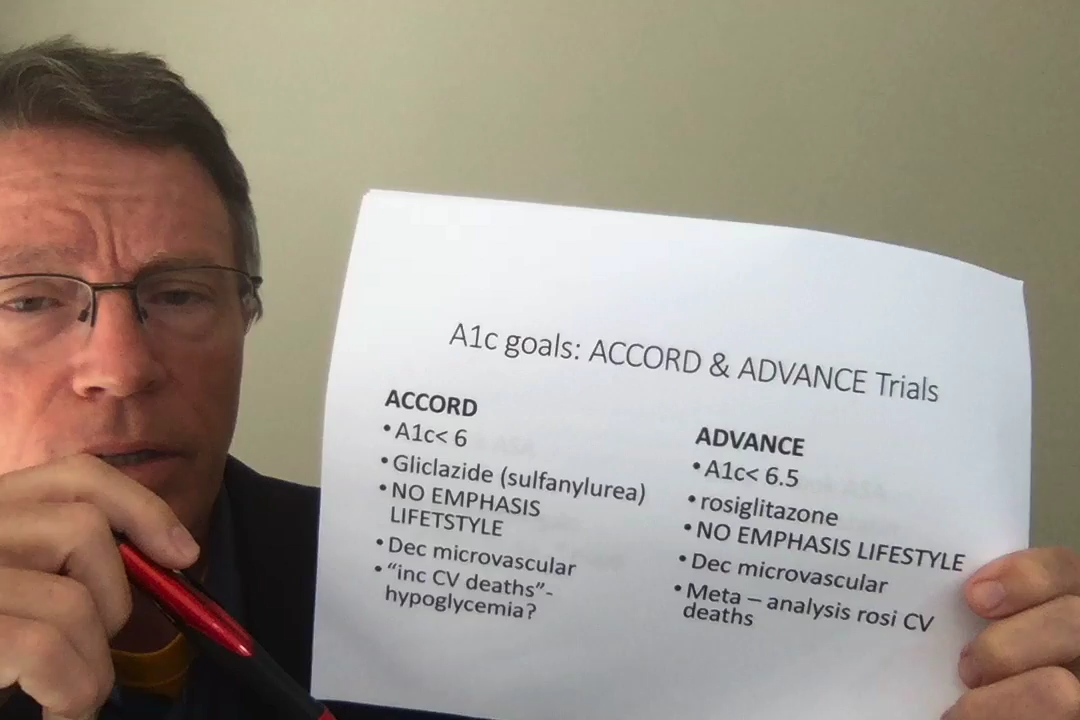 A1c goals: ACCORD & ADVANCE Trials
ACCORD
•A1c< 6
•Gliclazide (sulfanylurea)
•NO EMPHASIS
LIFETSTYLE
•Dec microvascular
•"inc CV deaths"-
hypoglycemia?
ADVANCE
•A1c< 6.5
•rosiglitazone
•NO EMPHASIS LIFESTYLE
•Dec microvascular
•Meta – analysis rosi CV
deaths